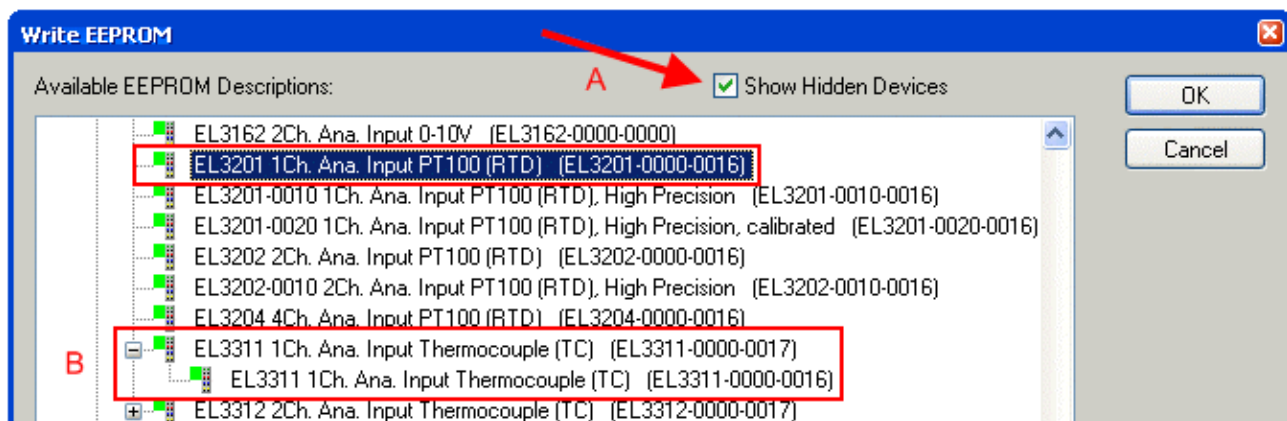 Write EEPROM
Available EEPROM Descriptions:
A
Show Hidden Devices
OK
Cancel
EL3162 2Ch. Ana. Input 0-10V (EL3162-0000-0000)
EL3201 1Ch. Ana. Input PT100 (RTD) (EL3201-0000-0016)
EL3201-0010 1Ch. Ana. Input PT100 (RTD), High Precision (EL3201-0010-0016)
EL3201-0020 1Ch. Ana. Input PT100 (RTD), High Precision, calibrated (EL3201-0020-0016)
EL3202 2Ch. Ana. Input PT100 (RTD) (EL3202-0000-0016)
EL3202-0010 2Ch. Ana. Input PT100 (RTD), High Precision (EL3202-0010-0016)
EL3204 4Ch. Ana. Input PT100 (RTD) (EL3204-0000-0016)
B
EL3311 1Ch. Ana. Input Thermocouple (TC) (EL3311-0000-0017)
EL3311 1Ch. Ana. Input Thermocouple (TC) (EL3311-0000-0016)
EL3312 2Ch. Ana. Input Thermocouple (TC) (EL3312-0000-0017)